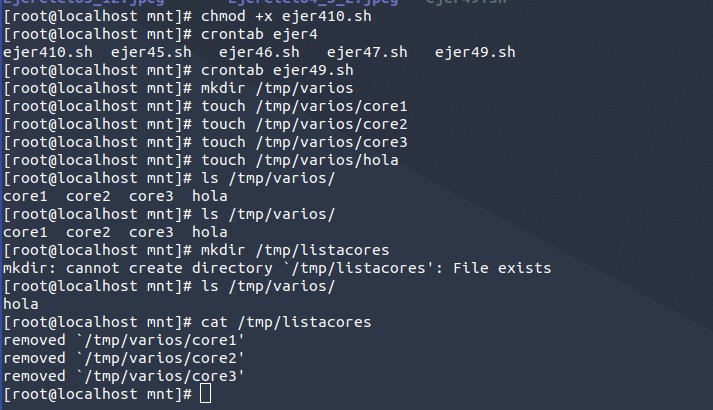 Ejercicio3_12.jpeg Ejercicio4_3_2.jpeg ejer49.sh
[root@localhost mnt]# chmod +x ejer410.sh
[root@localhost mnt]# crontab ejer4
ejer410.sh ejer45.sh ejer46.sh ejer47.sh ejer49.sh
[root@localhost mnt]# crontab ejer49.sh
[root@localhost mnt]# mkdir /tmp/varios
[root@localhost mnt]# touch /tmp/varios/core1
[root@localhost mnt]# touch /tmp/varios/core2
[root@localhost mnt]# touch /tmp/varios/core3
[root@localhost mnt]# touch /tmp/varios/hola
[root@localhost mnt]# ls /tmp/varios/
core1 core2 core3 hola
[root@localhost mnt]# ls /tmp/varios/
core1 core2 core3 hola
[root@localhost mnt]# mkdir /tmp/listacores
mkdir: cannot create directory `/tmp/listacores': File exists
[root@localhost mnt]# ls /tmp/varios/
hola
[root@localhost mnt]# cat /tmp/listacores
removed `/tmp/varios/core1'
removed `/tmp/varios/core2'
removed `/tmp/varios/core3'
[root@localhost mnt]#